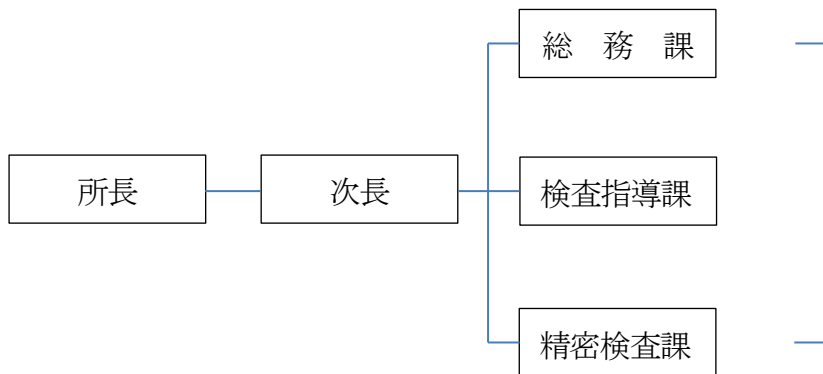 総　務　課
所長
次長
検査指導課
精密検査課